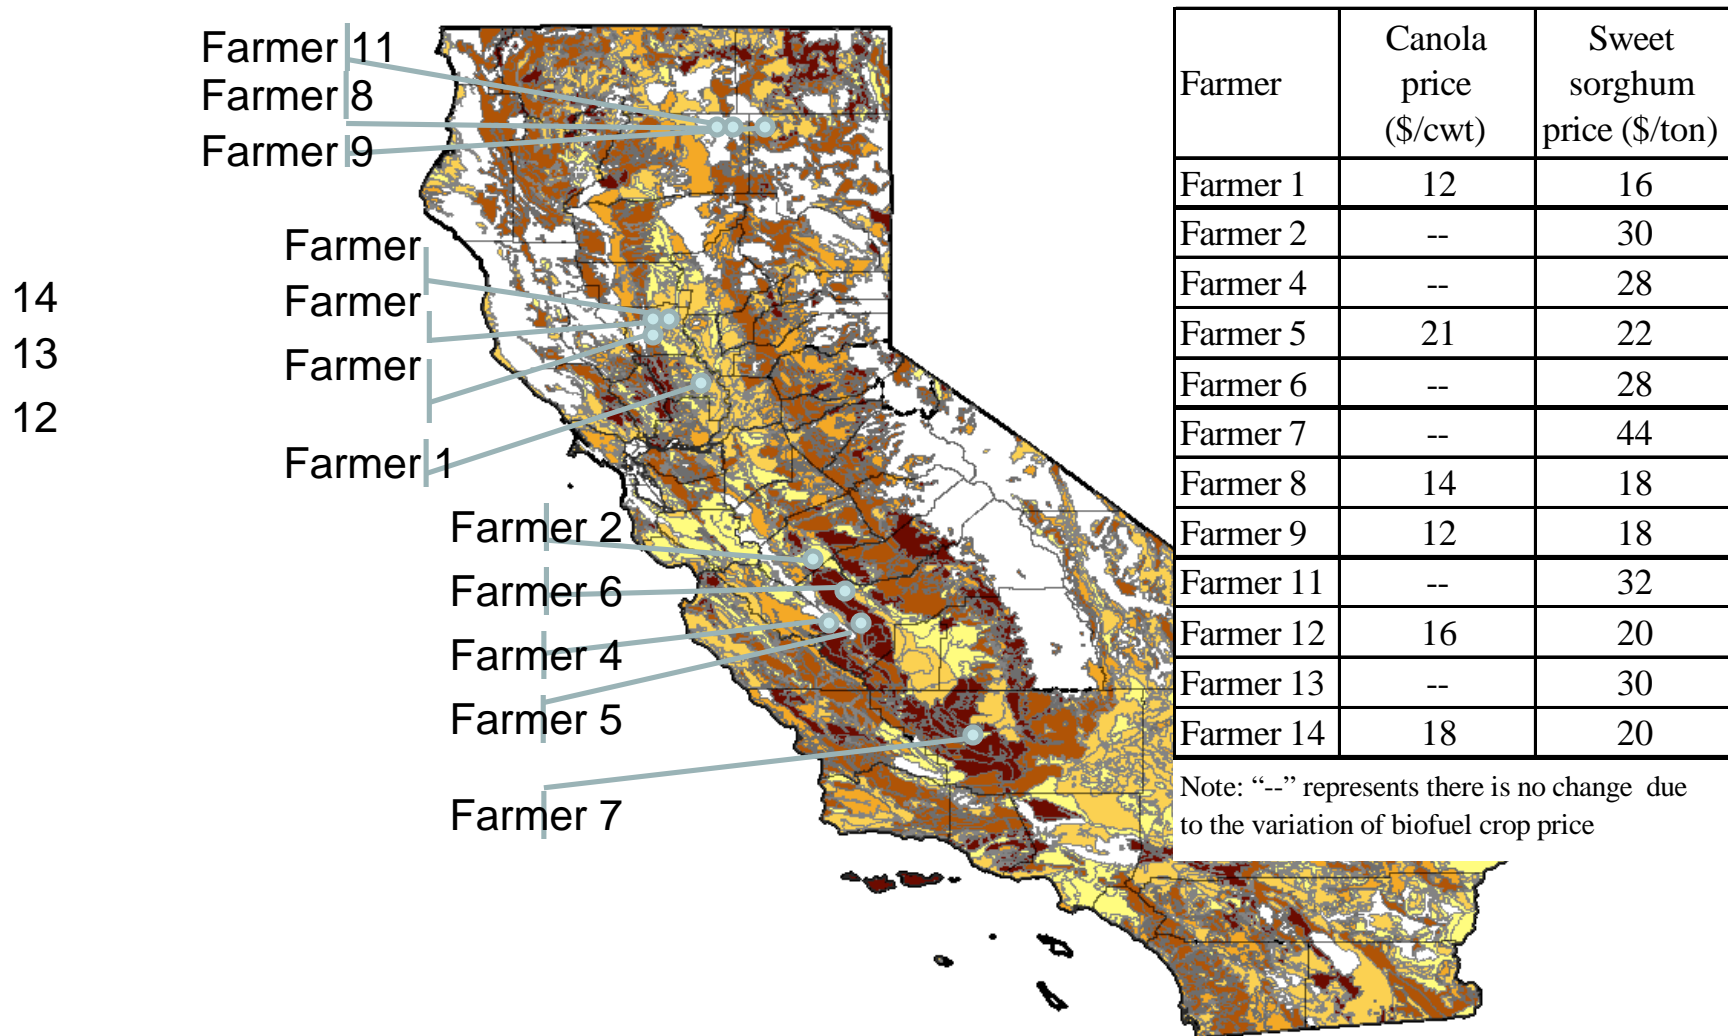 Farmer 11
Farmer 8
Farmer 9
Farmer
14
Farmer
13
Farmer
12
Farmer 1
Farmer 2
Farmer 6
Farmer 4
Farmer 5
Farmer 7
Farmer
Canola
price
($/cwt)
Sweet
sorghum
price ($/ton)
Farmer 1 12 16
Farmer 2 -- 30
Farmer 4 -- 28
Farmer 5 21 22
Farmer 6 -- 28
Farmer 7 -- 44
Farmer 8 14 18
Farmer 9 12 18
Farmer 11 -- 32
Farmer 12 16 20
Farmer 13 -- 30
Farmer 14 18 20
Note: “--” represents there is no change due
to the variation of biofuel crop price